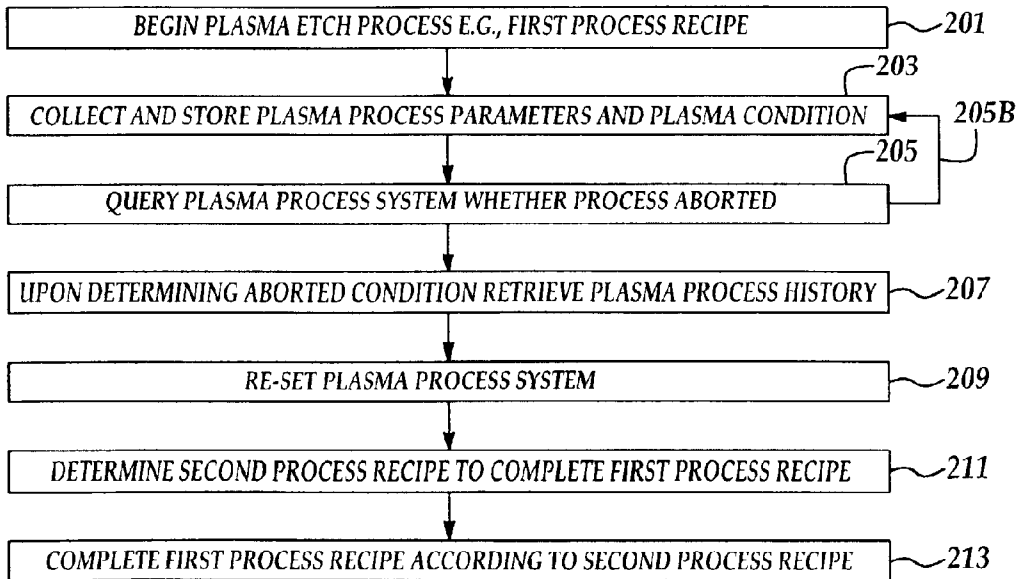 BEGIN PLASMA ETCH PROCESS E.G., FIRST PROCESS RECIPE
201
203
COLLECT AND STORE PLASMA PROCESS PARAMETERS AND PLASMA CONDITION
205B
205
QUERY PLASMA PROCESS SYSTEM WHETHER PROCESS ABORTED
UPON DETERMINING ABORTED CONDITION RETRIEVE PLASMA PROCESS HISTORY
207
RE-SET PLASMA PROCESS SYSTEM
209
DETERMINE SECOND PROCESS RECIPE TO COMPLETE FIRST PROCESS RECIPE
211
COMPLETE FIRST PROCESS RECIPE ACCORDING TO SECOND PROCESS RECIPE
213